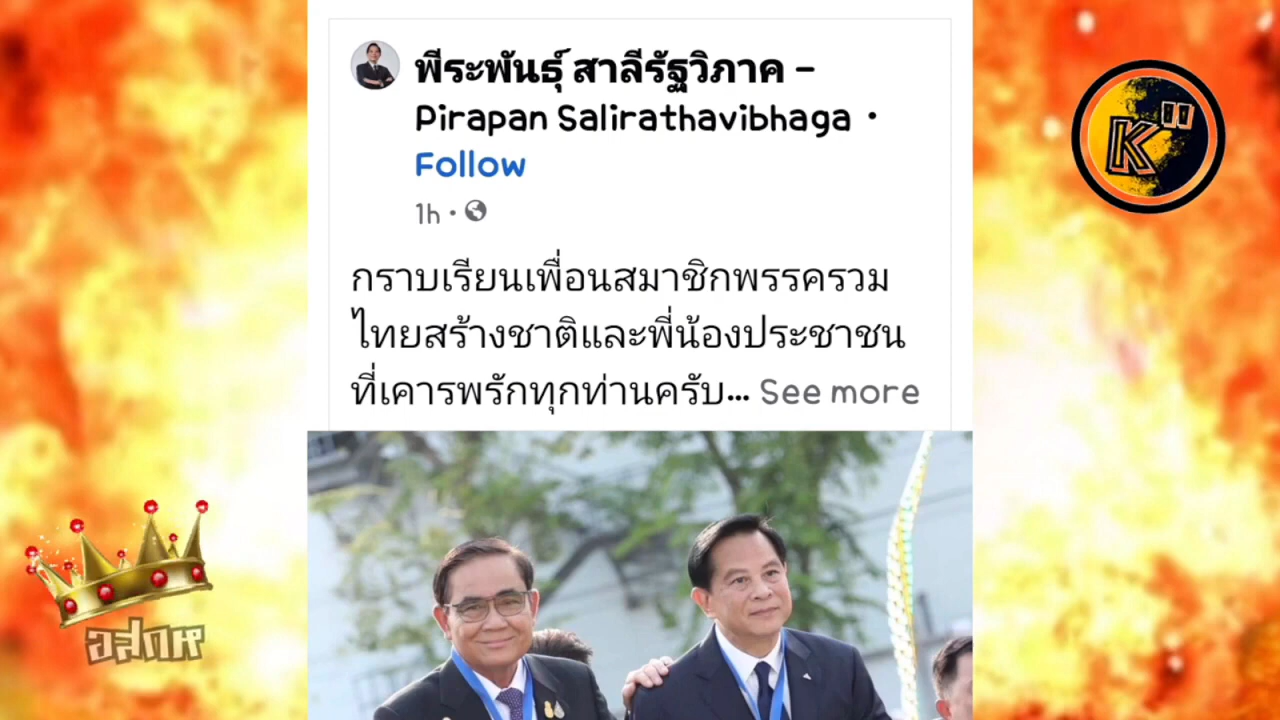 พีระพันธุ์ สาลีรัฐวิภาค -
Pirapan Salirathavibhaga ·
Follow
1h ·
กราบเรียนเพื่อนสมาชิกพรรครวม
ไทยสร้างชาติและพี่น้องประชาชน
ที่เคารพรักทุกท่านครับ... See more
K"
อสภห